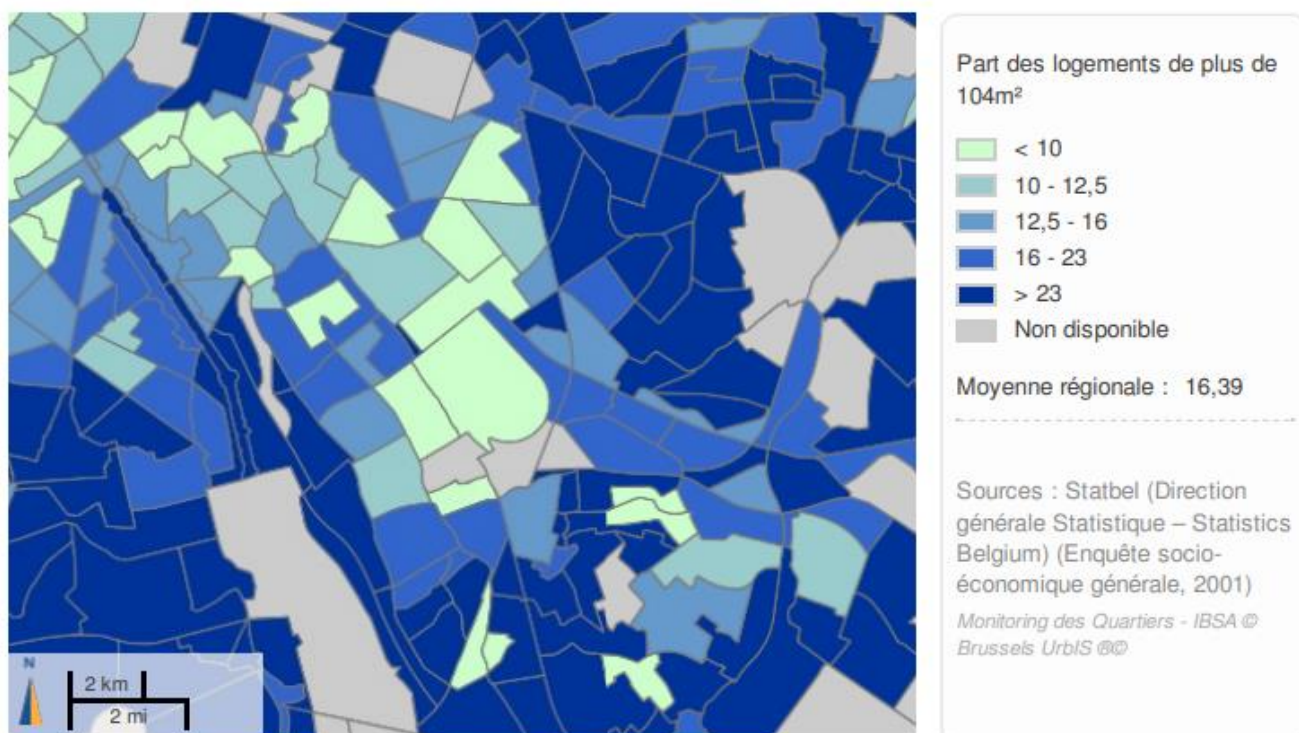 Part des logements de plus de
104m²
< 10
10 - 12,5
12,5 - 16
16 - 23
> 23
Non disponible
Moyenne régionale : 16,39
Sources : Statbel (Direction
générale Statistique – Statistics
Belgium) (Enquête socio-
économique générale, 2001)
Monitoring des Quartiers - IBSA ©
Brussels UrbIS ®©
N
2 km
2 mi